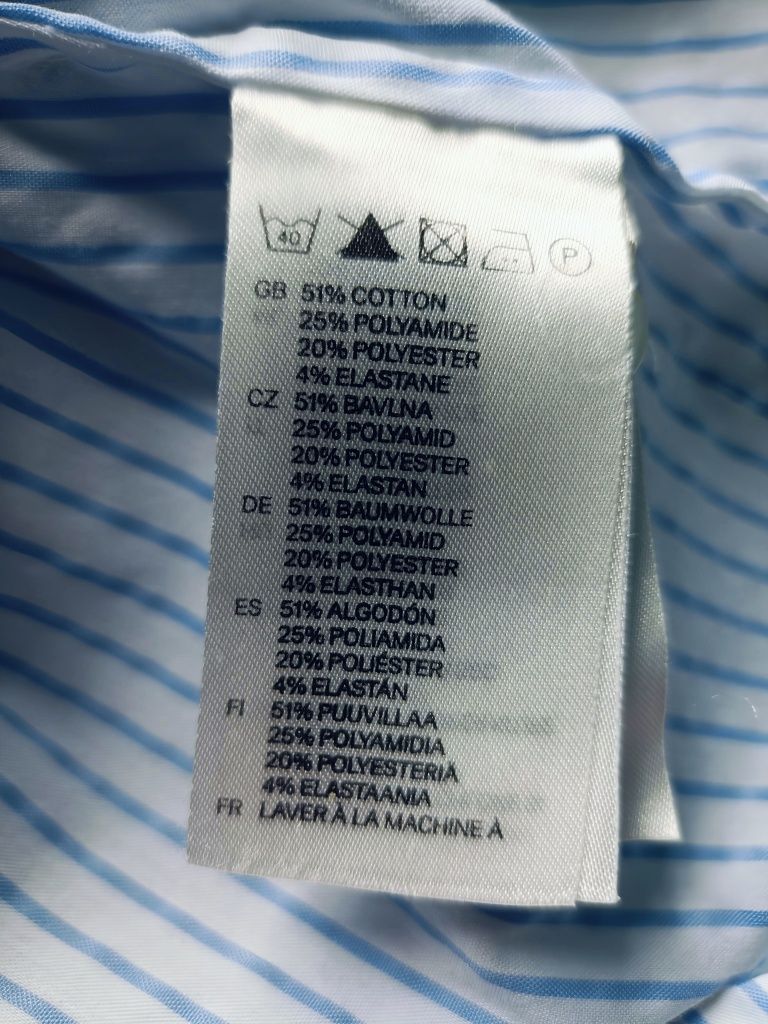 40
P
GB 51% COTTON
25% POLYAMIDE
20% POLYESTER
4% ELASTANE
CZ 51% BAVLNA
25% POLYAMID
20% POLYESTER
4% ELASTAN
DE 51% BAUMWOLLE
25% POLYAMID
20% POLYESTER
4% ELASTHAN
ES 51% ALGODÓN
25% POLIAMIDA
20% POLIÉSTER
4% ELASTÁN
FI 51% PUUVILLAA
25% POLYAMIDIA
20% POLYESTERIÄ
4% ELASTAANIA
FR LAVER À LA MACHINE À